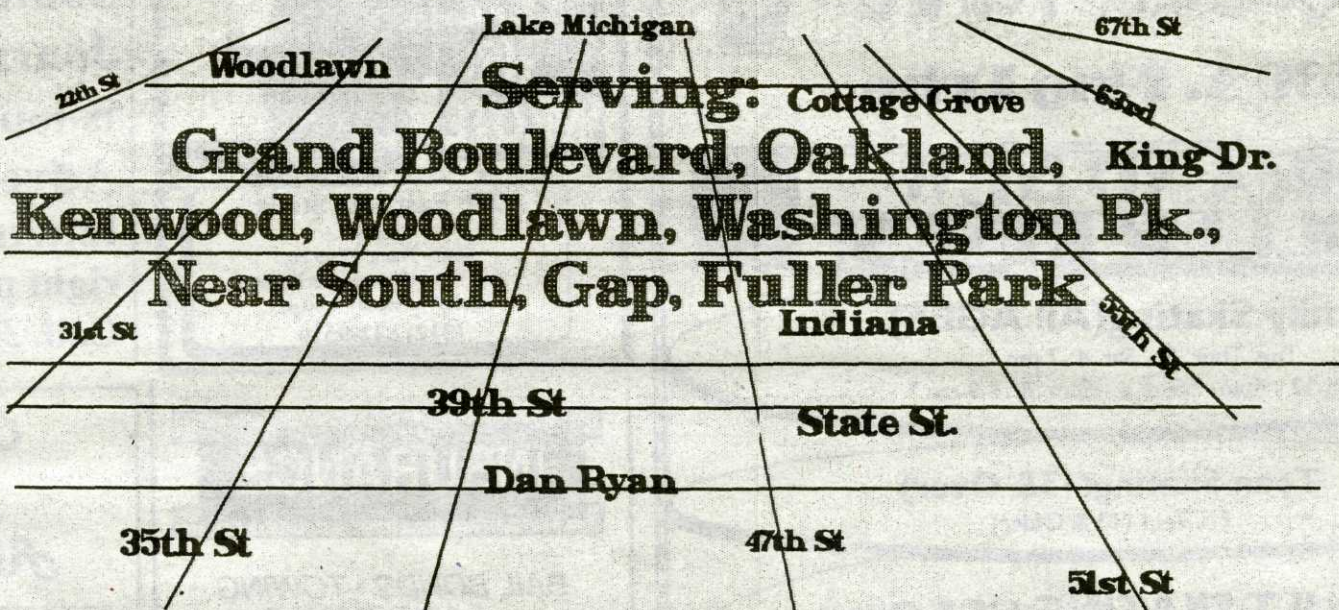 Lake Michigan
67th St
Woodlawn
22th St
Serving:
Cottage Grove
63rd
Grand Boulevard, Oakland,
King Dr.
Kenwood, Woodlawn, Washington Pk.,
Near South, Gap, Fuller Park
31st St
Indiana
55th St
39th St
State St.
Dan Ryan
35th St
47th St
51st St